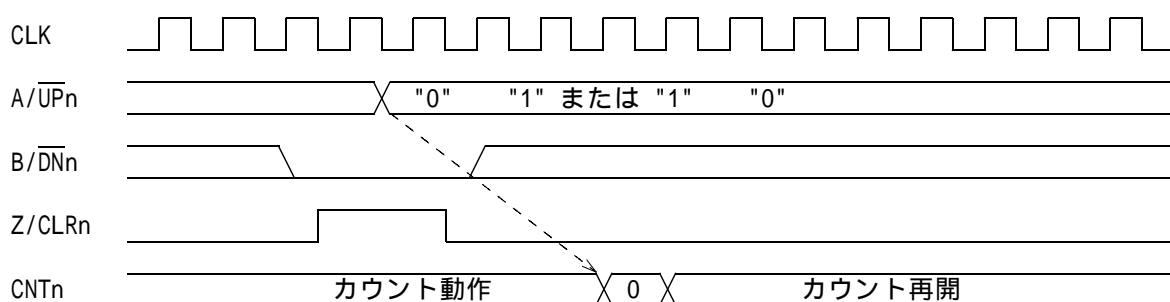 CLK
A/UPn "0" "1" または "1" "0"
B/DNn
Z/CLRn
CNTn カウント動作 0 カウント再開